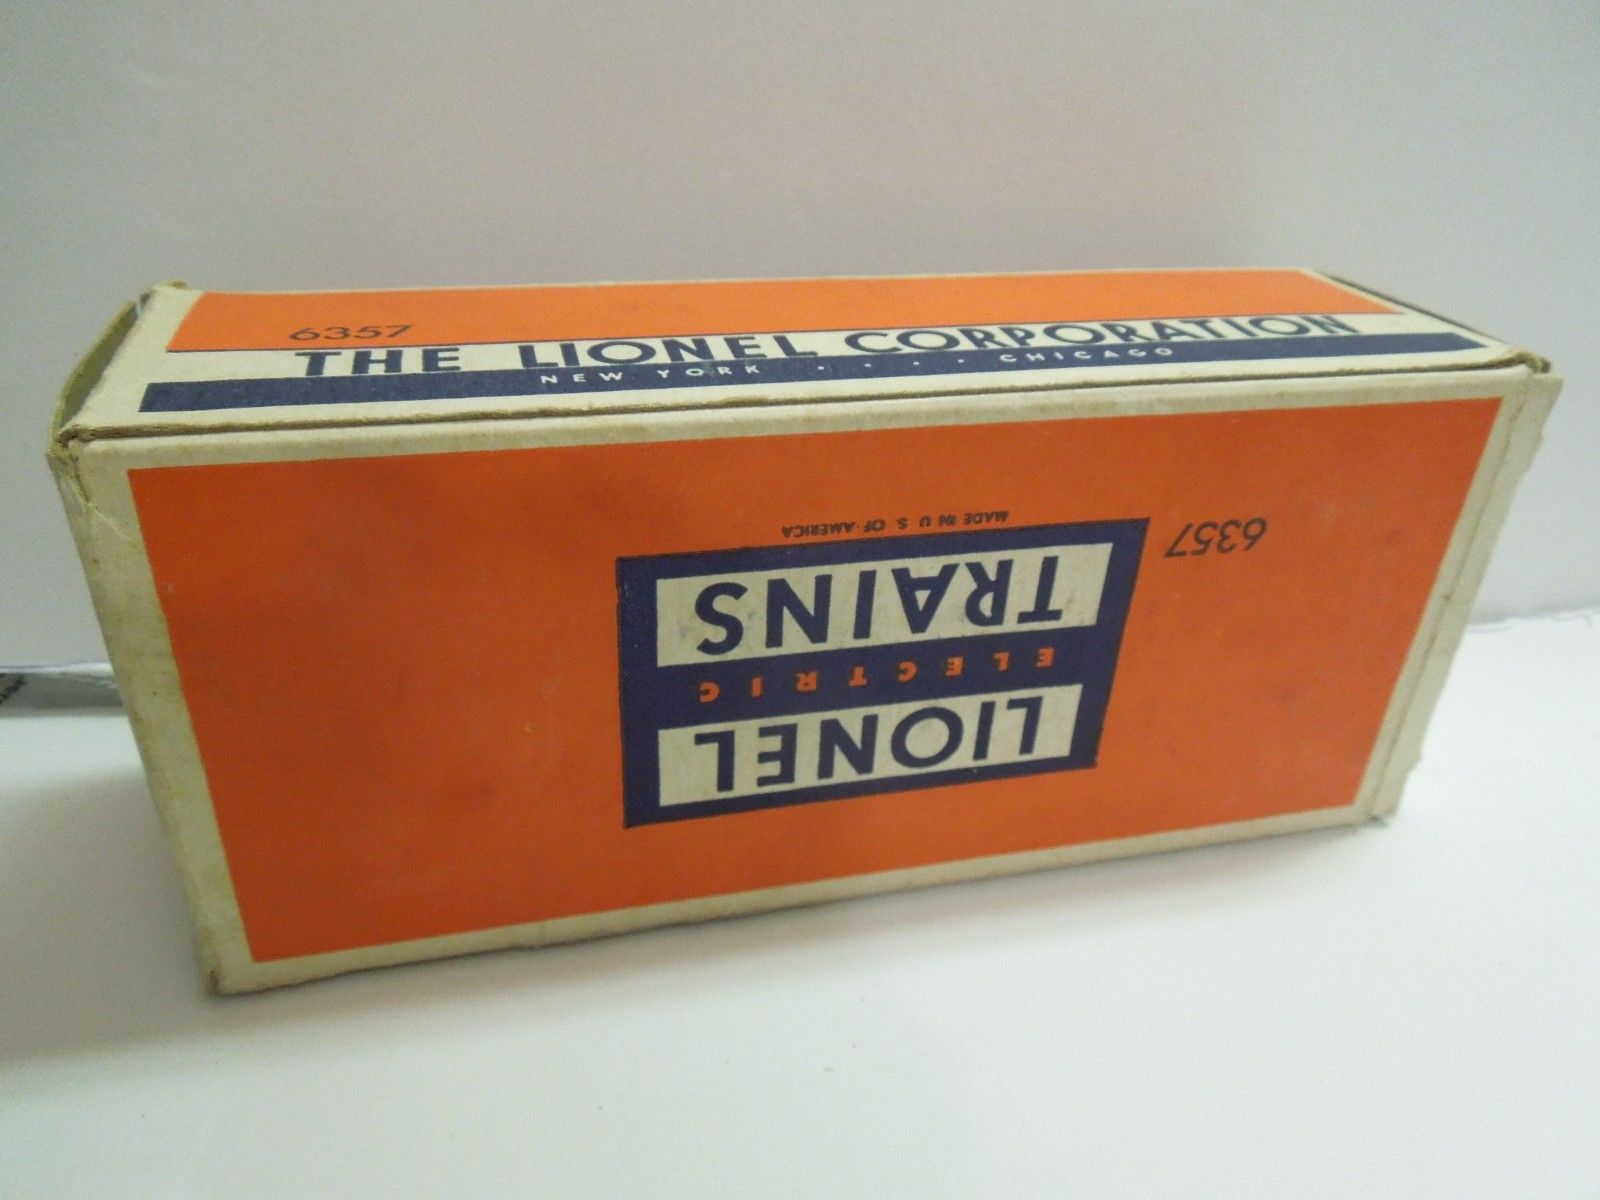 6357
THE LIONEL CORPORATION
NEW YORK . . . . CHICAGO
LIONEL
ELECTRIC
TRAINS
MADE IN U. S. OF AMERICA
6357